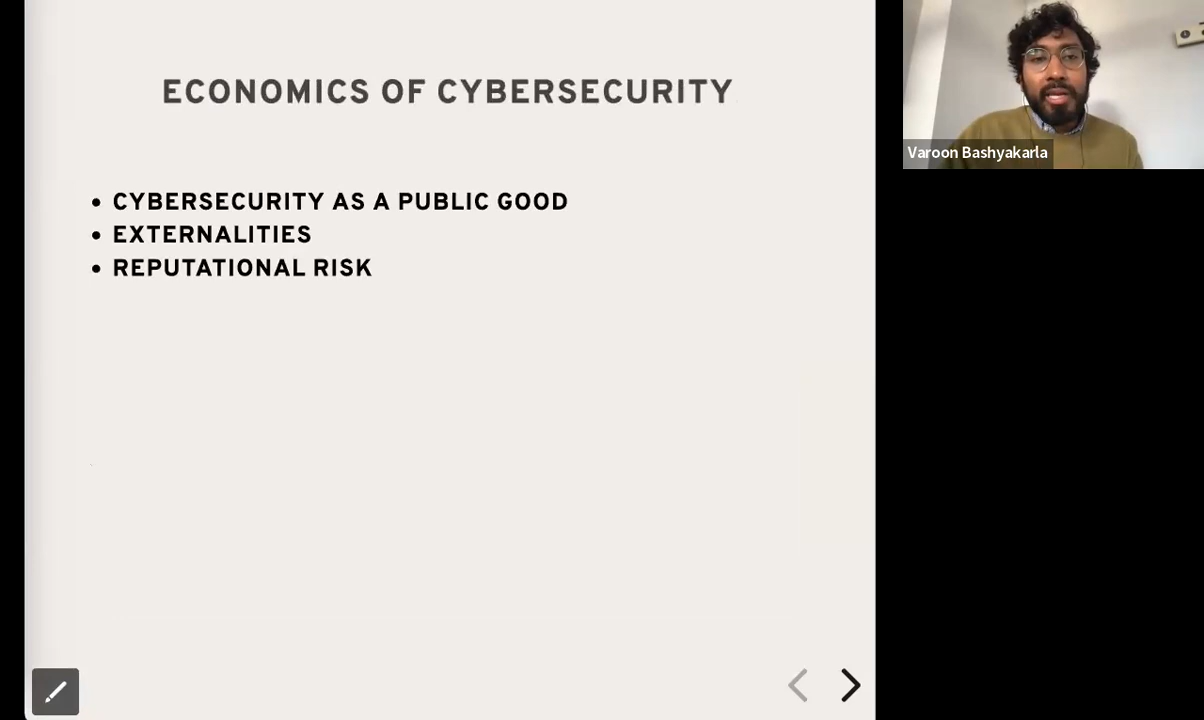 ECONOMICS OF CYBERSECURITY
• CYBERSECURITY AS A PUBLIC GOOD
• EXTERNALITIES
• REPUTATIONAL RISK
Varoon Bashyakarla